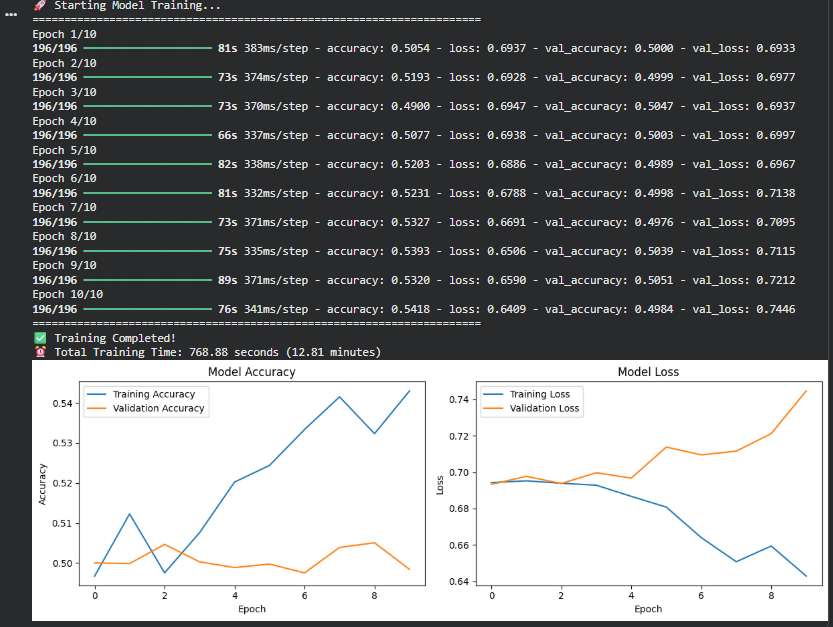 🚀 Starting Model Training...
======================================================================
Epoch 1/10
196/196 ━━━━━━━━━━━━━━━━━━━━ 81s 383ms/step - accuracy: 0.5054 - loss: 0.6937 - val_accuracy: 0.5000 - val_loss: 0.6933
Epoch 2/10
196/196 ━━━━━━━━━━━━━━━━━━━━ 73s 374ms/step - accuracy: 0.5193 - loss: 0.6928 - val_accuracy: 0.4999 - val_loss: 0.6977
Epoch 3/10
196/196 ━━━━━━━━━━━━━━━━━━━━ 73s 370ms/step - accuracy: 0.4900 - loss: 0.6947 - val_accuracy: 0.5047 - val_loss: 0.6937
Epoch 4/10
196/196 ━━━━━━━━━━━━━━━━━━━━ 66s 337ms/step - accuracy: 0.5077 - loss: 0.6938 - val_accuracy: 0.5003 - val_loss: 0.6997
Epoch 5/10
196/196 ━━━━━━━━━━━━━━━━━━━━ 82s 338ms/step - accuracy: 0.5203 - loss: 0.6886 - val_accuracy: 0.4989 - val_loss: 0.6967
Epoch 6/10
196/196 ━━━━━━━━━━━━━━━━━━━━ 81s 332ms/step - accuracy: 0.5231 - loss: 0.6788 - val_accuracy: 0.4998 - val_loss: 0.7138
Epoch 7/10
196/196 ━━━━━━━━━━━━━━━━━━━━ 73s 371ms/step - accuracy: 0.5327 - loss: 0.6691 - val_accuracy: 0.4976 - val_loss: 0.7095
Epoch 8/10
196/196 ━━━━━━━━━━━━━━━━━━━━ 75s 335ms/step - accuracy: 0.5393 - loss: 0.6506 - val_accuracy: 0.5039 - val_loss: 0.7115
Epoch 9/10
196/196 ━━━━━━━━━━━━━━━━━━━━ 89s 371ms/step - accuracy: 0.5320 - loss: 0.6590 - val_accuracy: 0.5051 - val_loss: 0.7212
Epoch 10/10
196/196 ━━━━━━━━━━━━━━━━━━━━ 76s 341ms/step - accuracy: 0.5418 - loss: 0.6409 - val_accuracy: 0.4984 - val_loss: 0.7446
======================================================================
✅ Training Completed!
⏰ Total Training Time: 768.88 seconds (12.81 minutes)
Model Accuracy
Training Accuracy
Validation Accuracy
0.54
0.53
0.52
0.51
0.50
Accuracy
0 2 4 6 8
Epoch
Model Loss
Training Loss
Validation Loss
0.74
0.72
0.70
0.68
0.66
0.64
Loss
0 2 4 6 8
Epoch